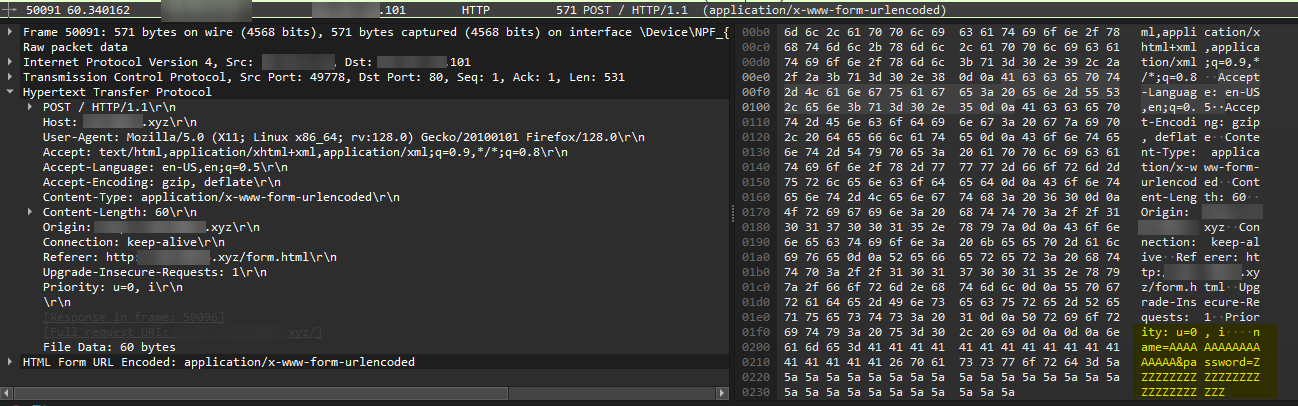 50091 60.340162 .101 HTTP 571 POST / HTTP/1.1 (application/x-www-form-urlencoded)
Frame 50091: 571 bytes on wire (4568 bits), 571 bytes captured (4568 bits) on interface \Device\NPF_{
Raw packet data
Internet Protocol Version 4, Src: , Dst: .101
Transmission Control Protocol, Src Port: 49778, Dst Port: 80, Seq: 1, Ack: 1, Len: 531
Hypertext Transfer Protocol
POST / HTTP/1.1\r\n
Host: .xyz\r\n
User-Agent: Mozilla/5.0 (X11; Linux x86_64; rv:128.0) Gecko/20100101 Firefox/128.0\r\n
Accept: text/html,application/xhtml+xml,application/xml;q=0.9,*/*;q=0.8\r\n
Accept-Language: en-US,en;q=0.5\r\n
Accept-Encoding: gzip, deflate\r\n
Content-Type: application/x-www-form-urlencoded\r\n
Content-Length: 60\r\n
Origin: .xyz\r\n
Connection: keep-alive\r\n
Referer: http .xyz/form.html\r\n
Upgrade-Insecure-Requests: 1\r\n
Priority: u=0, i\r\n
\r\n
[Response in frame: 50096]
[Full request URI: xyz/]
File Data: 60 bytes
HTML Form URL Encoded: application/x-www-form-urlencoded
00b0 6d 6c 2c 61 70 70 6c 69 63 61 74 69 6f 6e 2f 78 ml,appli cation/x
00c0 68 74 6d 6c 2b 78 6d 6c 2c 61 70 70 6c 69 63 61 html+xml ,applica
00d0 74 69 6f 6e 2f 78 6d 6c 3b 71 3d 30 2e 39 2c 2a tion/xml ;q=0.9,*
00e0 2f 2a 3b 71 3d 30 2e 38 0d 0a 41 63 63 65 70 74 /*;q=0.8 ··Accept
00f0 2d 4c 61 6e 67 75 61 67 65 3a 20 65 6e 2d 55 53 -Languag e: en-US
0100 2c 65 6e 3b 71 3d 30 2e 35 0d 0a 41 63 63 65 70 ,en;q=0. 5··Accep
0110 74 2d 45 6e 63 6f 64 69 6e 67 3a 20 67 7a 69 70 t-Encodi ng: gzip
0120 2c 20 64 65 66 6c 61 74 65 0d 0a 43 6f 6e 74 65 , deflat e··Conte
0130 6e 74 2d 54 79 70 65 3a 20 61 70 70 6c 69 63 61 nt-Type: applica
0140 74 69 6f 6e 2f 78 2d 77 77 77 2d 66 6f 72 6d 2d tion/x-w ww-form-
0150 75 72 6c 65 6e 63 6f 64 65 64 0d 0a 43 6f 6e 74 urlencod ed··Cont
0160 65 6e 74 2d 4c 65 6e 67 74 68 3a 20 36 30 0d 0a ent-Leng th: 60··
0170 4f 72 69 67 69 6e 3a 20 68 74 74 70 3a 2f 2f 31 Origin:
0180 30 31 37 30 30 31 35 2e 78 79 7a 0d 0a 43 6f 6e xyz··Con
0190 6e 65 63 74 69 6f 6e 3a 20 6b 65 65 70 2d 61 6c nection: keep-al
01a0 69 76 65 0d 0a 52 65 66 65 72 65 72 3a 20 68 74 ive··Ref erer: ht
01b0 74 70 3a 2f 2f 31 30 31 37 30 30 31 35 2e 78 79 tp: .xy
01c0 7a 2f 66 6f 72 6d 2e 68 74 6d 6c 0d 0a 55 70 67 z/form.h tml··Upg
01d0 72 61 64 65 2d 49 6e 73 65 63 75 72 65 2d 52 65 rade-Ins ecure-Re
01e0 71 75 65 73 74 73 3a 20 31 0d 0a 50 72 69 6f 72 quests: 1··Prior
01f0 69 74 79 3a 20 75 3d 30 2c 20 69 0d 0a 0d 0a 6e ity: u=0 , i····n
0200 61 6d 65 3d 41 41 41 41 41 41 41 41 41 41 41 41 ame=AAAA AAAAAAAA
0210 41 41 41 41 41 26 70 61 73 73 77 6f 72 64 3d 5a AAAAA&pa ssword=Z
0220 5a 5a 5a 5a 5a 5a 5a 5a 5a 5a 5a 5a 5a 5a 5a 5a ZZZZZZZZ ZZZZZZZZ
0230 5a 5a 5a 5a 5a 5a 5a 5a 5a 5a 5a ZZZZZZZZ ZZZ